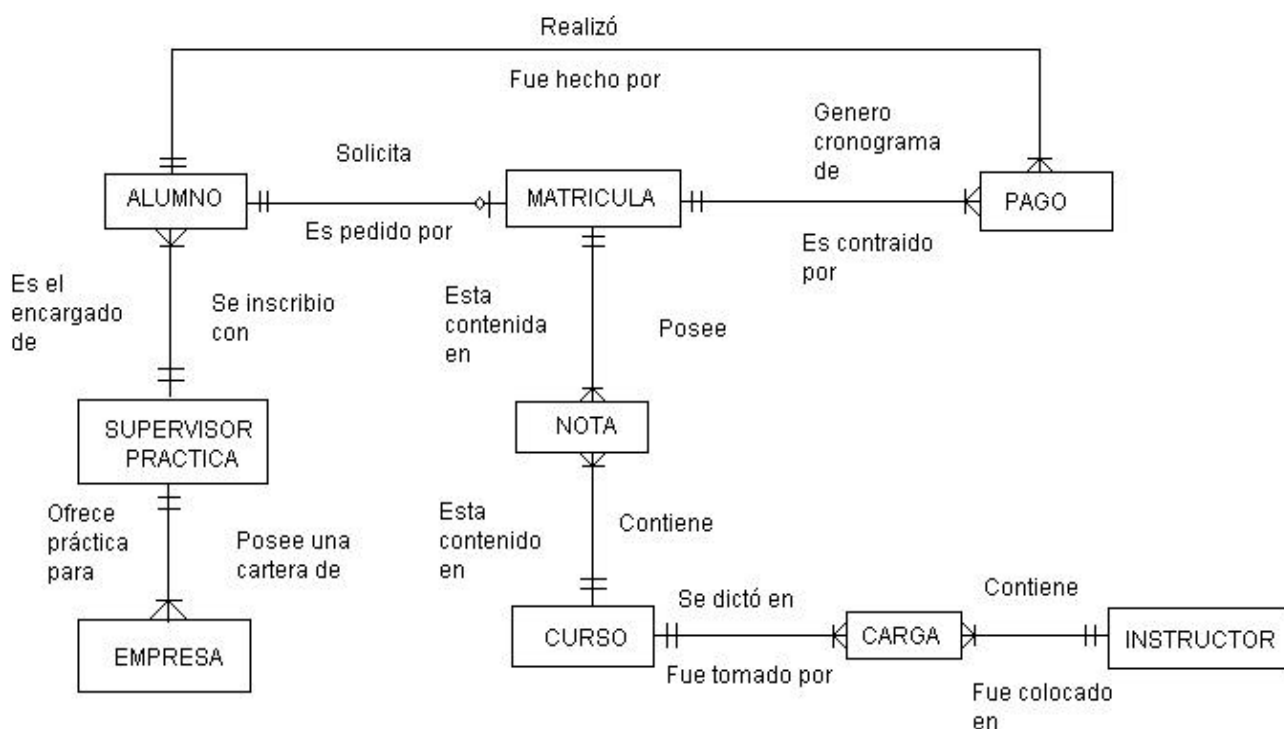 Realizó
Fue hecho por
Genero
cronograma
de
Solicita
ALUMNO
MATRICULA
PAGO
Es pedido por
Es contraido
por
Es el
encargado
de
Se inscribio
con
Esta
contenida
en
Posee
SUPERVISOR
PRACTICA
NOTA
Ofrece
práctica
para
Posee una
cartera de
Esta
contenido
en
Contiene
Se dictó en
Contiene
EMPRESA
CURSO
CARGA
INSTRUCTOR
Fue tomado por
Fue colocado
en